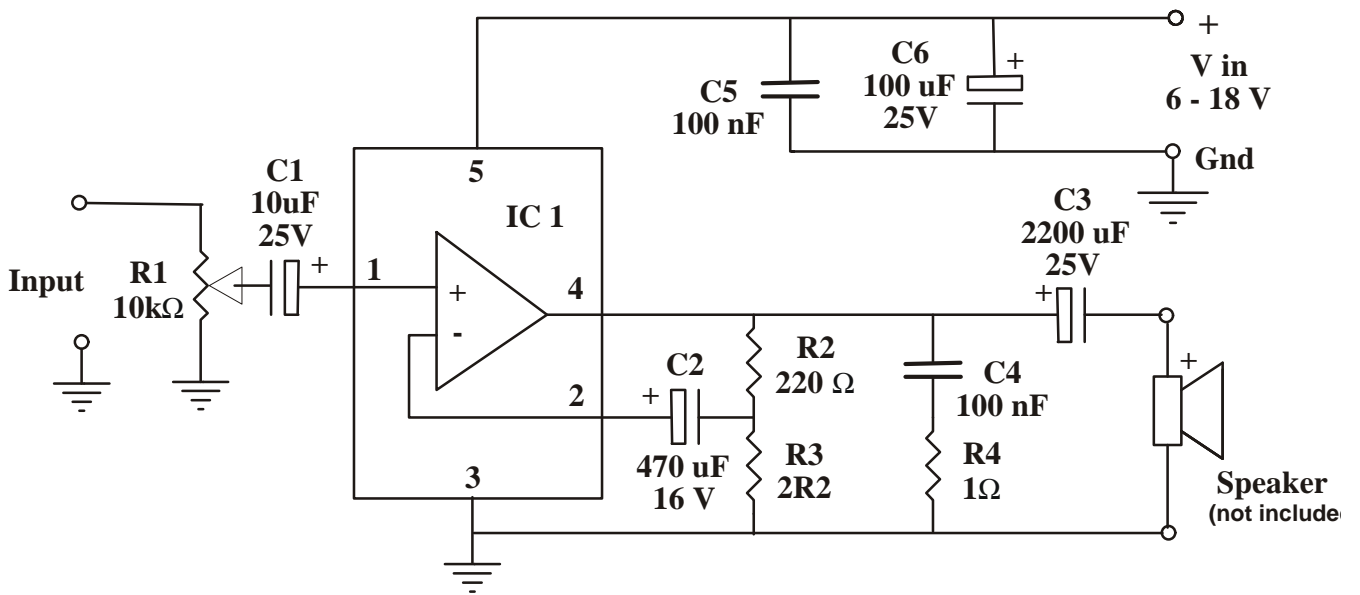 +
V in
6 - 18 V
Gnd
C6
100 uF
25V
+
C5
100 nF
5
IC 1
C1
10uF
25V
+
1
Input
R1
10kΩ
+
-
4
2
3
C3
2200 uF
25V
+
C2
+
470 uF
16 V
R2
220 Ω
R3
2R2
C4
100 nF
R4
1Ω
+
Speaker
(not include